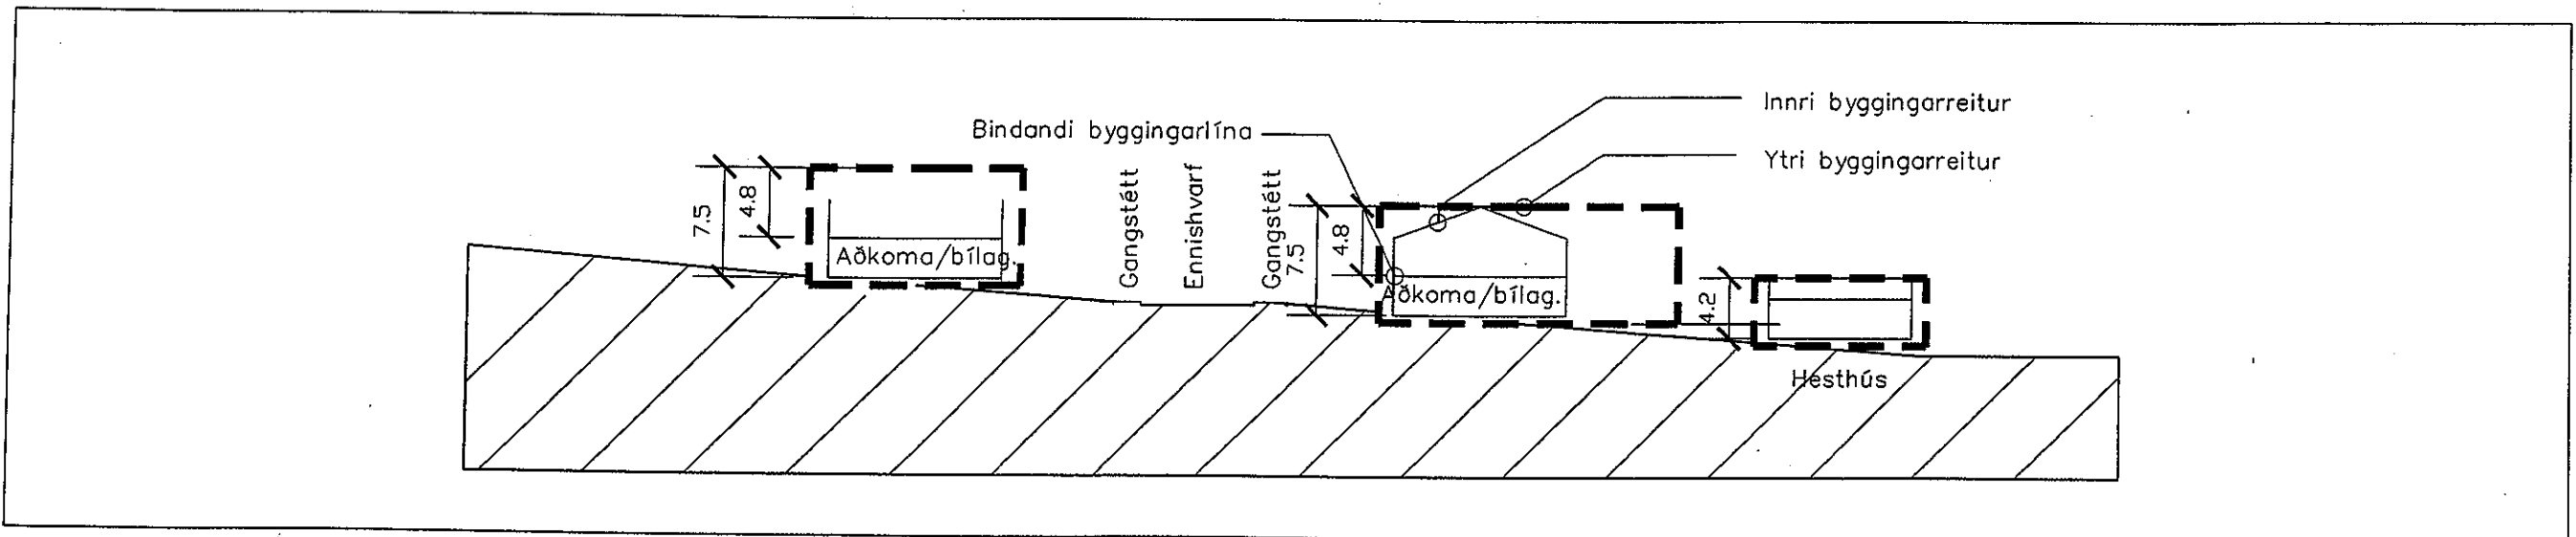 Innri byggingarreitur
Bindandi byggingarlína
Ytri byggingarreitur
7.5
4.8
Aðkoma/bílag.
Gangstétt
Ennishvarf
Gangstétt
7.5
4.8
Aðkoma/bílag.
4.2
Hesthús